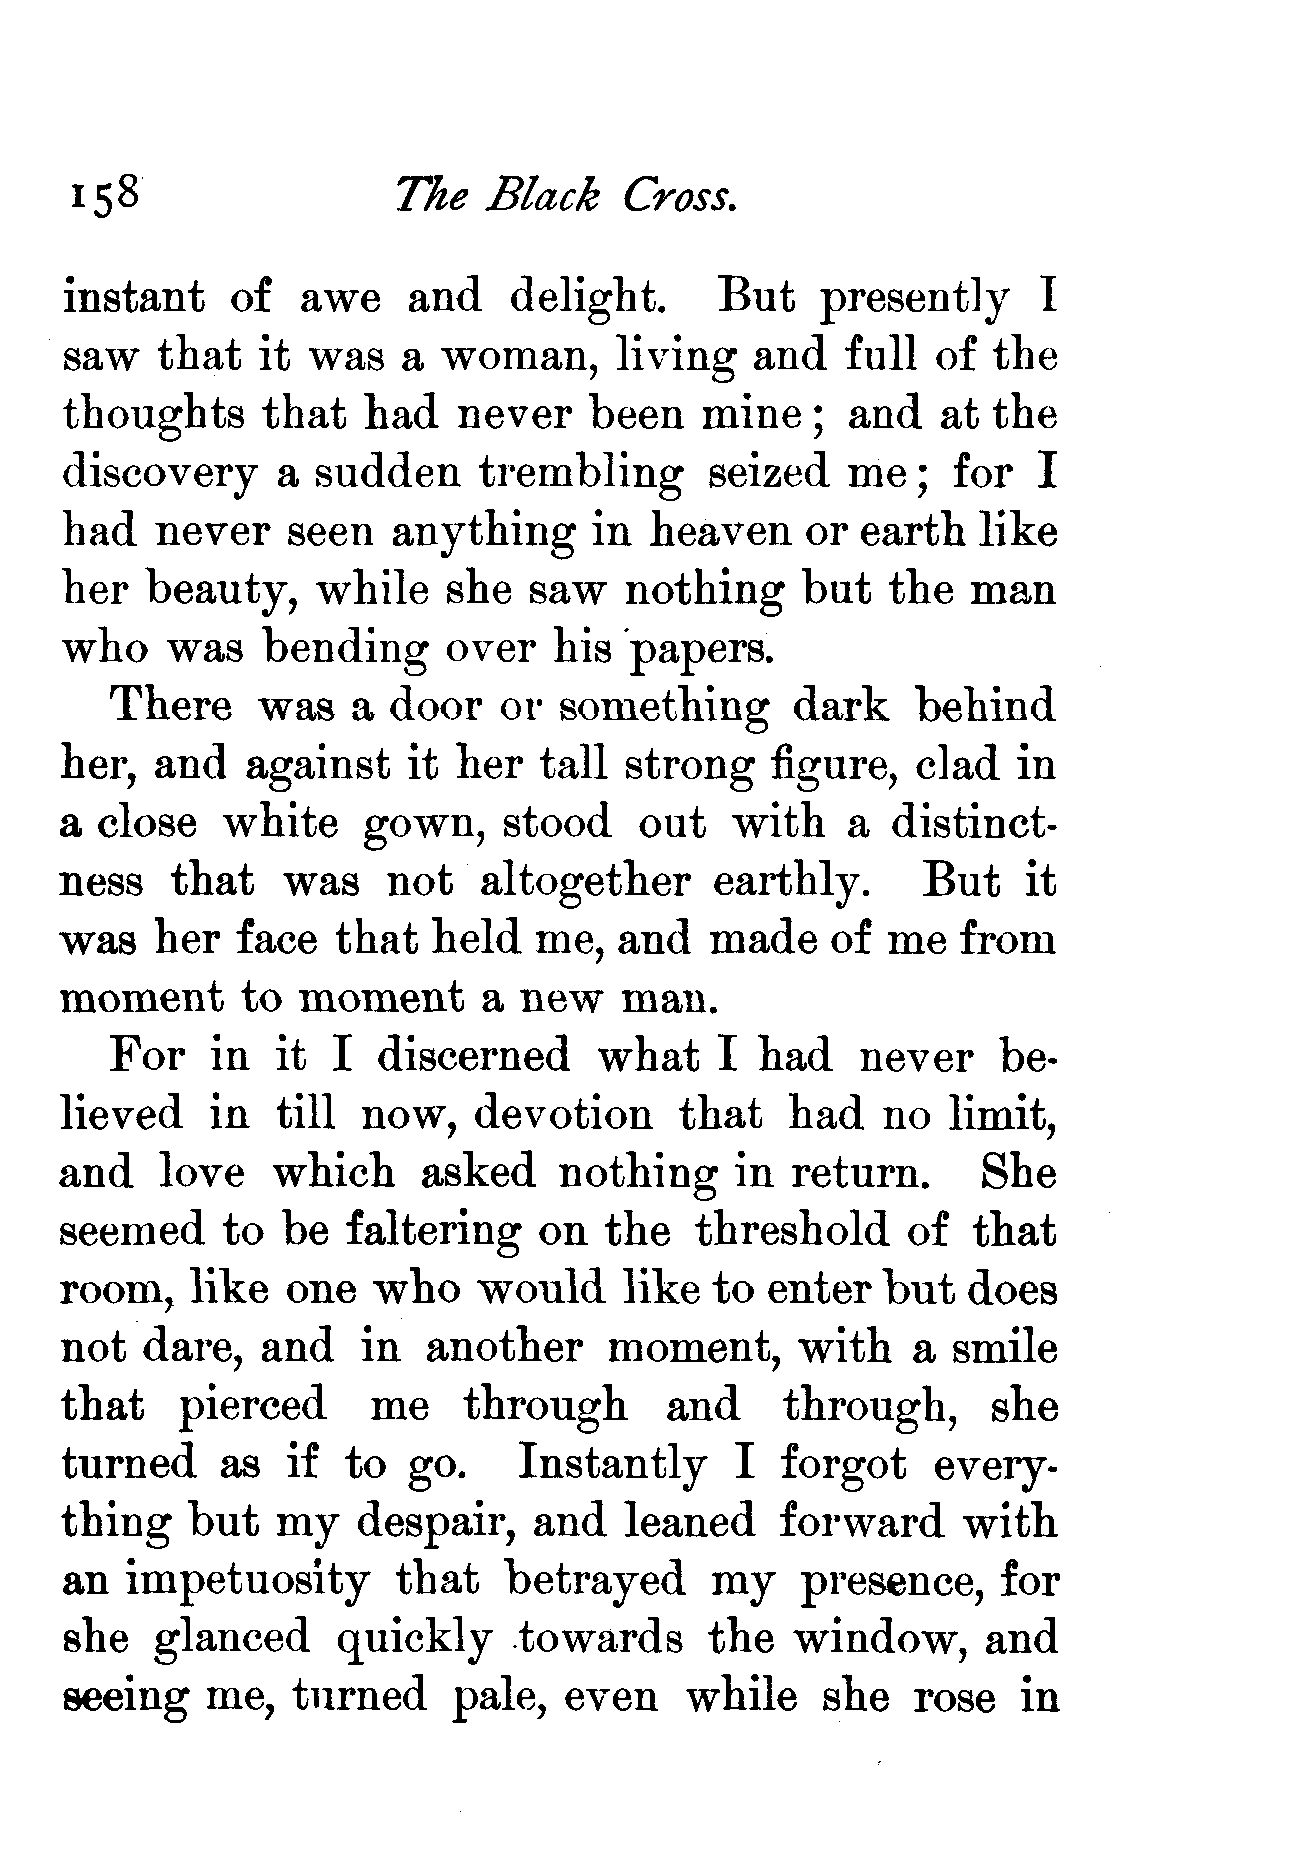 158 The Black Cross.
instant of awe and delight. But presently I
saw that it was a woman, living and full of the
thoughts that had never been mine; and at the
discovery a sudden trembling seized me; for I
had never seen anything in heaven or earth like
her beauty, while she saw nothing but the man
who was bending over his papers.
There was a door or something dark behind
her, and against it her tall strong figure, clad in
a close white gown, stood out with a distinct-
ness that was not altogether earthly. But it
was her face that held me, and made of me from
moment to moment a new man.
For in it I discerned what I had never be-
lieved in till now, devotion that had no limit,
and love which asked nothing in return. She
seemed to be faltering on the threshold of that
room, like one who would like to enter but does
not dare, and in another moment, with a smile
that pierced me through and through, she
turned as if to go. Instantly I forgot every-
thing but my despair, and leaned forward with
an impetuosity that betrayed my presence, for
she glanced quickly towards the window, and
seeing me, turned pale, even while she rose in